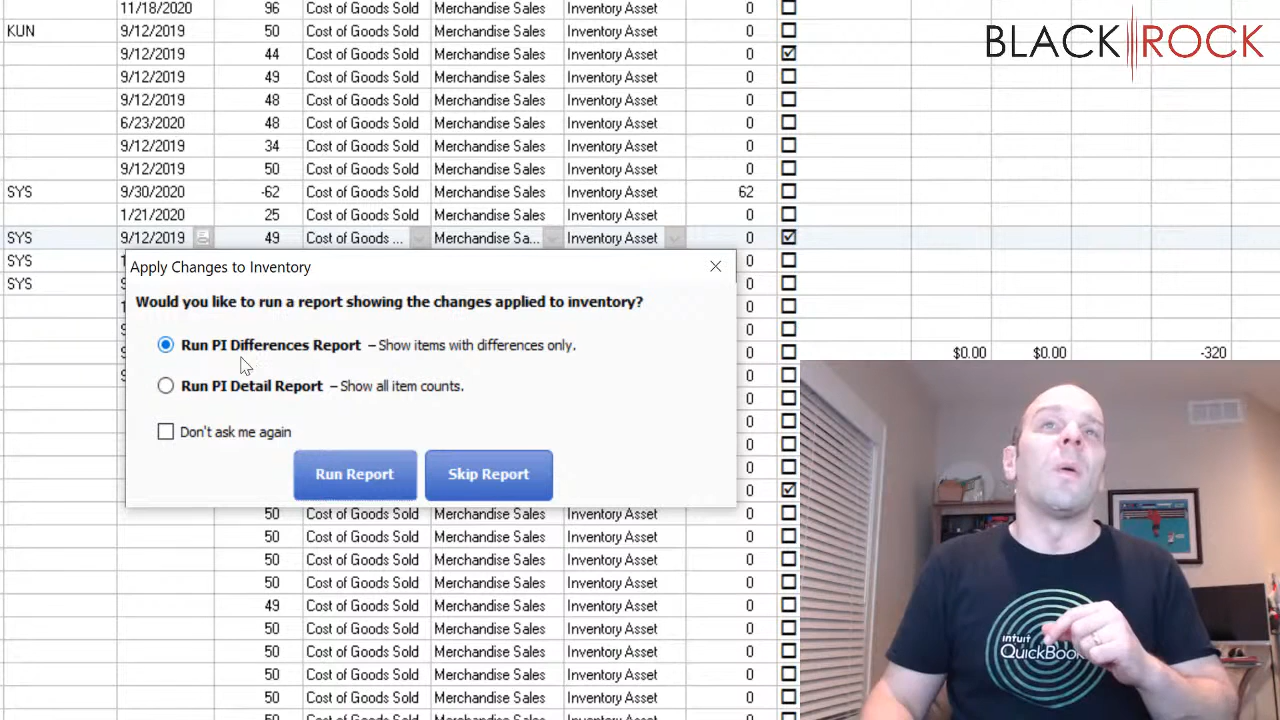 11/18/2020 96 Cost of Goods Sold Merchandise Sales Inventory Asset 0
BLACK ROCK
KUN 9/12/2019 50 Cost of Goods Sold Merchandise Sales Inventory Asset 0
9/12/2019 44 Cost of Goods Sold Merchandise Sales Inventory Asset 0
9/12/2019 49 Cost of Goods Sold Merchandise Sales Inventory Asset 0
9/12/2019 48 Cost of Goods Sold Merchandise Sales Inventory Asset 0
6/23/2020 48 Cost of Goods Sold Merchandise Sales Inventory Asset 0
9/12/2019 34 Cost of Goods Sold Merchandise Sales Inventory Asset 0
9/12/2019 50 Cost of Goods Sold Merchandise Sales Inventory Asset 0
SYS 9/30/2020 -62 Cost of Goods Sold Merchandise Sales Inventory Asset 62
1/21/2020 25 Cost of Goods Sold Merchandise Sales Inventory Asset 0
SYS 9/12/2019 49 Cost of Goods ... Merchandise Sa... Inventory Asset 0
SYS
SYS
Apply Changes to Inventory
Would you like to run a report showing the changes applied to inventory?
Run PI Differences Report – Show items with differences only.
$0.00 $0.00 -320
Run PI Detail Report – Show all item counts.
Don't ask me again
Run Report Skip Report
50 Cost of Goods Sold Merchandise Sales Inventory Asset 0
50 Cost of Goods Sold Merchandise Sales Inventory Asset 0
50 Cost of Goods Sold Merchandise Sales Inventory Asset 0
50 Cost of Goods Sold Merchandise Sales Inventory Asset 0
49 Cost of Goods Sold Merchandise Sales Inventory Asset 0
50 Cost of Goods Sold Merchandise Sales Inventory Asset 0
50 Cost of Goods Sold Merchandise Sales Inventory Asset 0
50 Cost of Goods Sold Merchandise Sales Inventory Asset 0
50 Cost of Goods Sold Merchandise Sales Inventory Asset 0
intuit
QuickBook